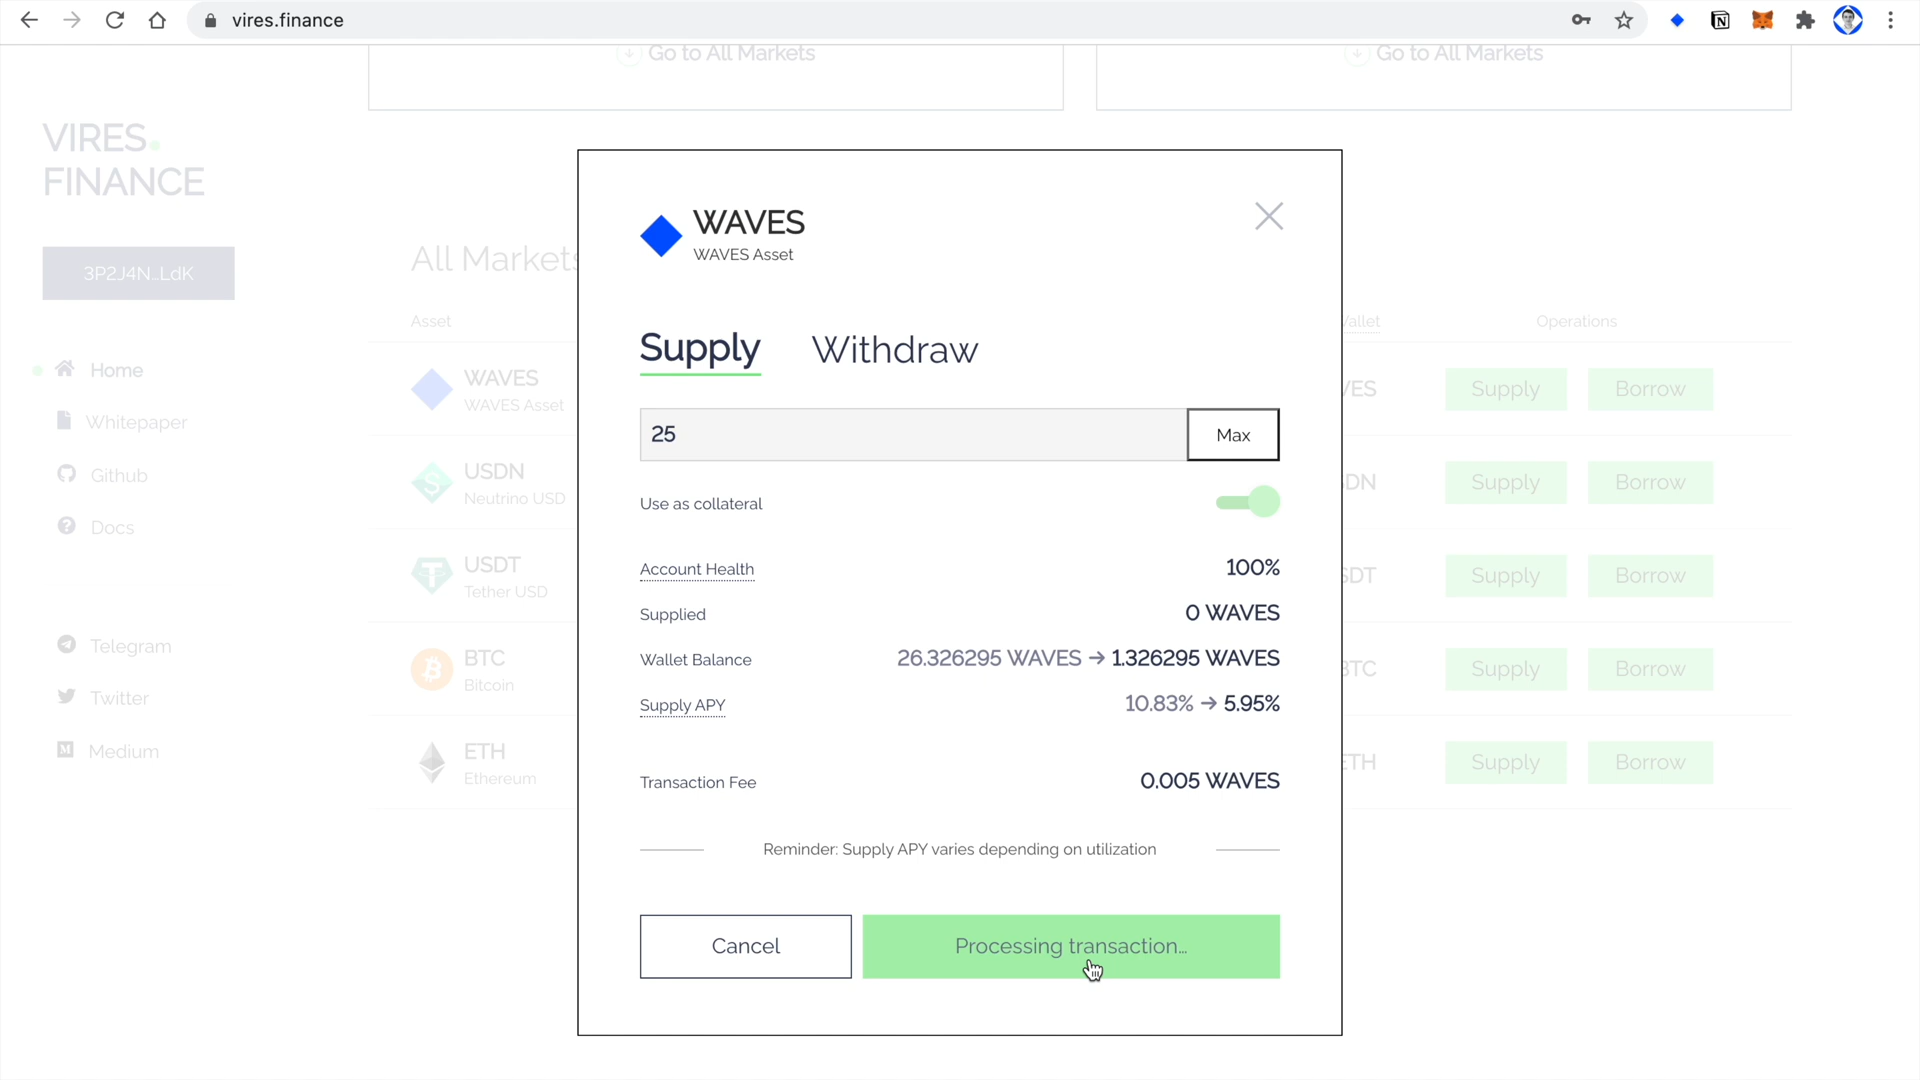 vires.finance
Go to All Markets
Go to All Markets
VIRES.
FINANCE
3P2J4N...LdK
Home
Whitepaper
Github
Docs
Telegram
Twitter
Medium
All Markets
Asset
Operations
WAVES
WAVES Asset
Supply
Borrow
USDN
Neutrino USD
Supply
Borrow
USDT
Tether USD
Supply
Borrow
BTC
Bitcoin
Supply
Borrow
ETH
Ethereum
Supply
Borrow
WAVES
WAVES Asset
Supply Withdraw
25 Max
Use as collateral
Account Health 100%
Supplied 0 WAVES
Wallet Balance 26.326295 WAVES → 1.326295 WAVES
Supply APY 10.83% → 5.95%
Transaction Fee 0.005 WAVES
Reminder: Supply APY varies depending on utilization
Cancel Processing transaction...